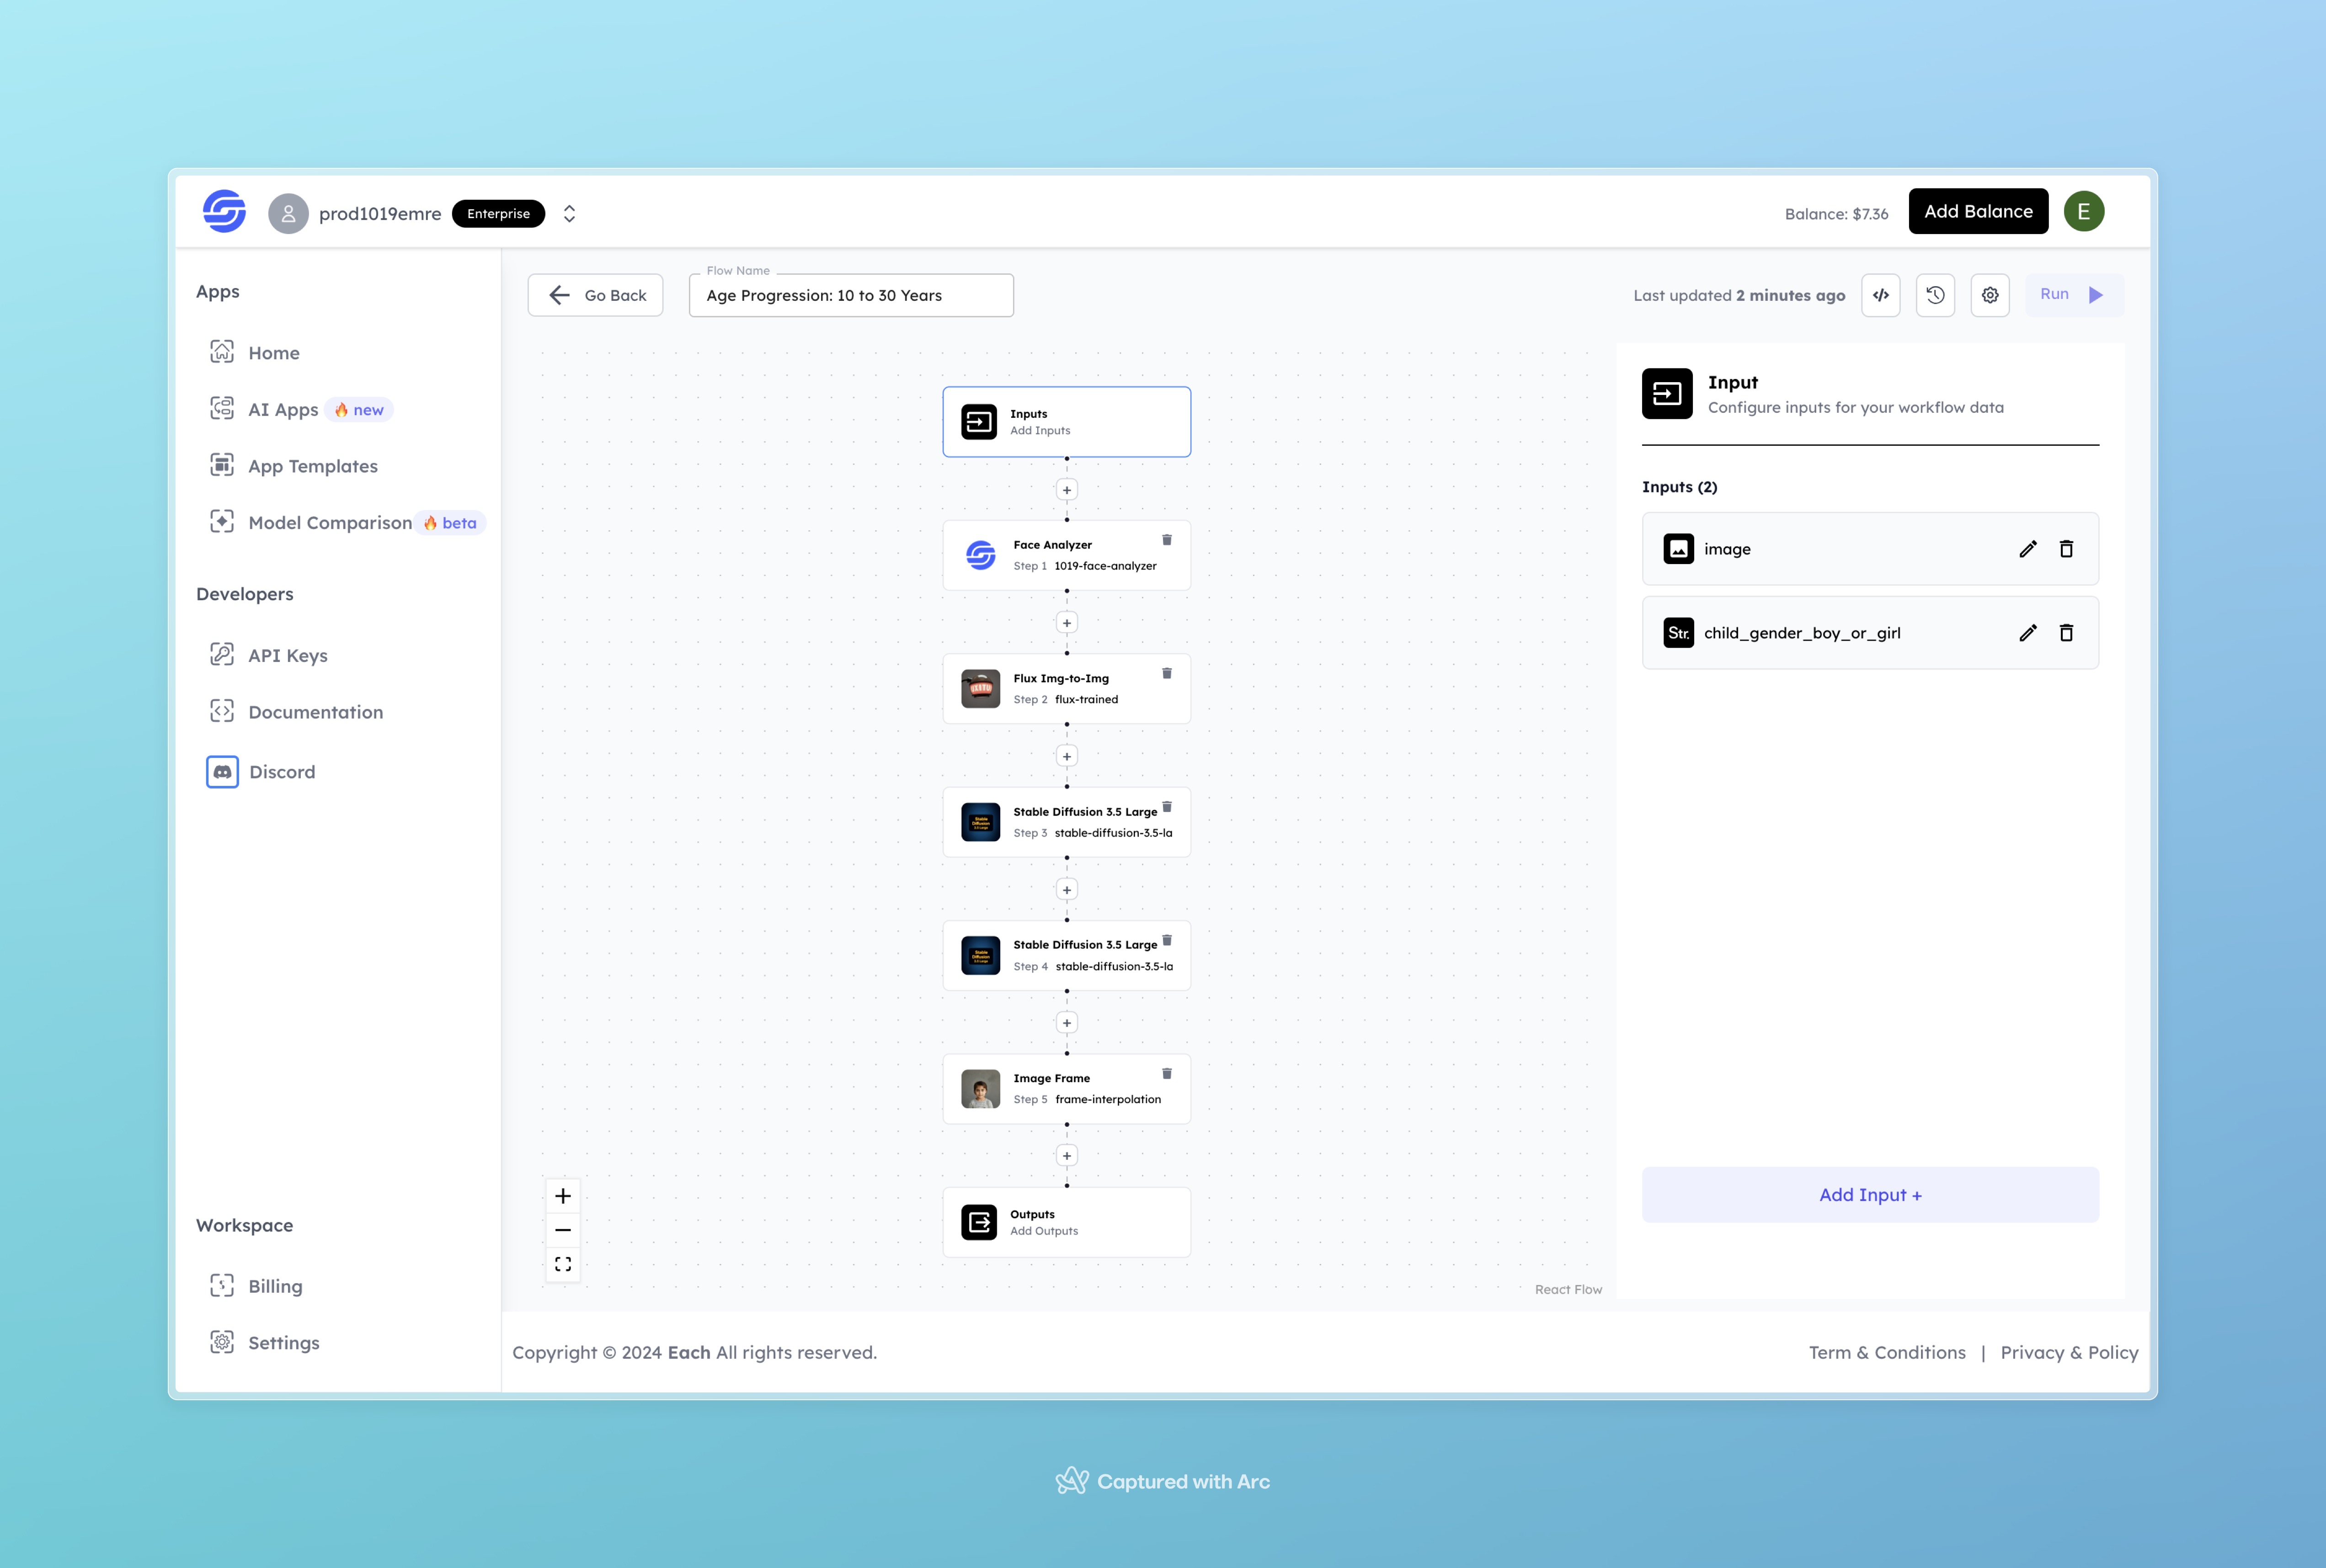 prod1019emre
Enterprise
Balance: $7.36
Add Balance
E
Apps
Home
AI Apps 🔥 new
App Templates
Model Comparison 🔥 beta
Developers
API Keys
Documentation
Discord
Workspace
Billing
Settings
Go Back
Flow Name
Age Progression: 10 to 30 Years
Last updated 2 minutes ago
Run
Inputs
Add Inputs
Face Analyzer
Step 1 1019-face-analyzer
Flux Img-to-Img
Step 2 flux-trained
Stable Diffusion 3.5 Large
Step 3 stable-diffusion-3.5-la
Stable Diffusion 3.5 Large
Step 4 stable-diffusion-3.5-la
Image Frame
Step 5 frame-interpolation
Outputs
Add Outputs
React Flow
Input
Configure inputs for your workflow data
Inputs (2)
image
Str. child_gender_boy_or_girl
Add Input +
Copyright © 2024 Each All rights reserved.
Term & Conditions | Privacy & Policy
Captured with Arc